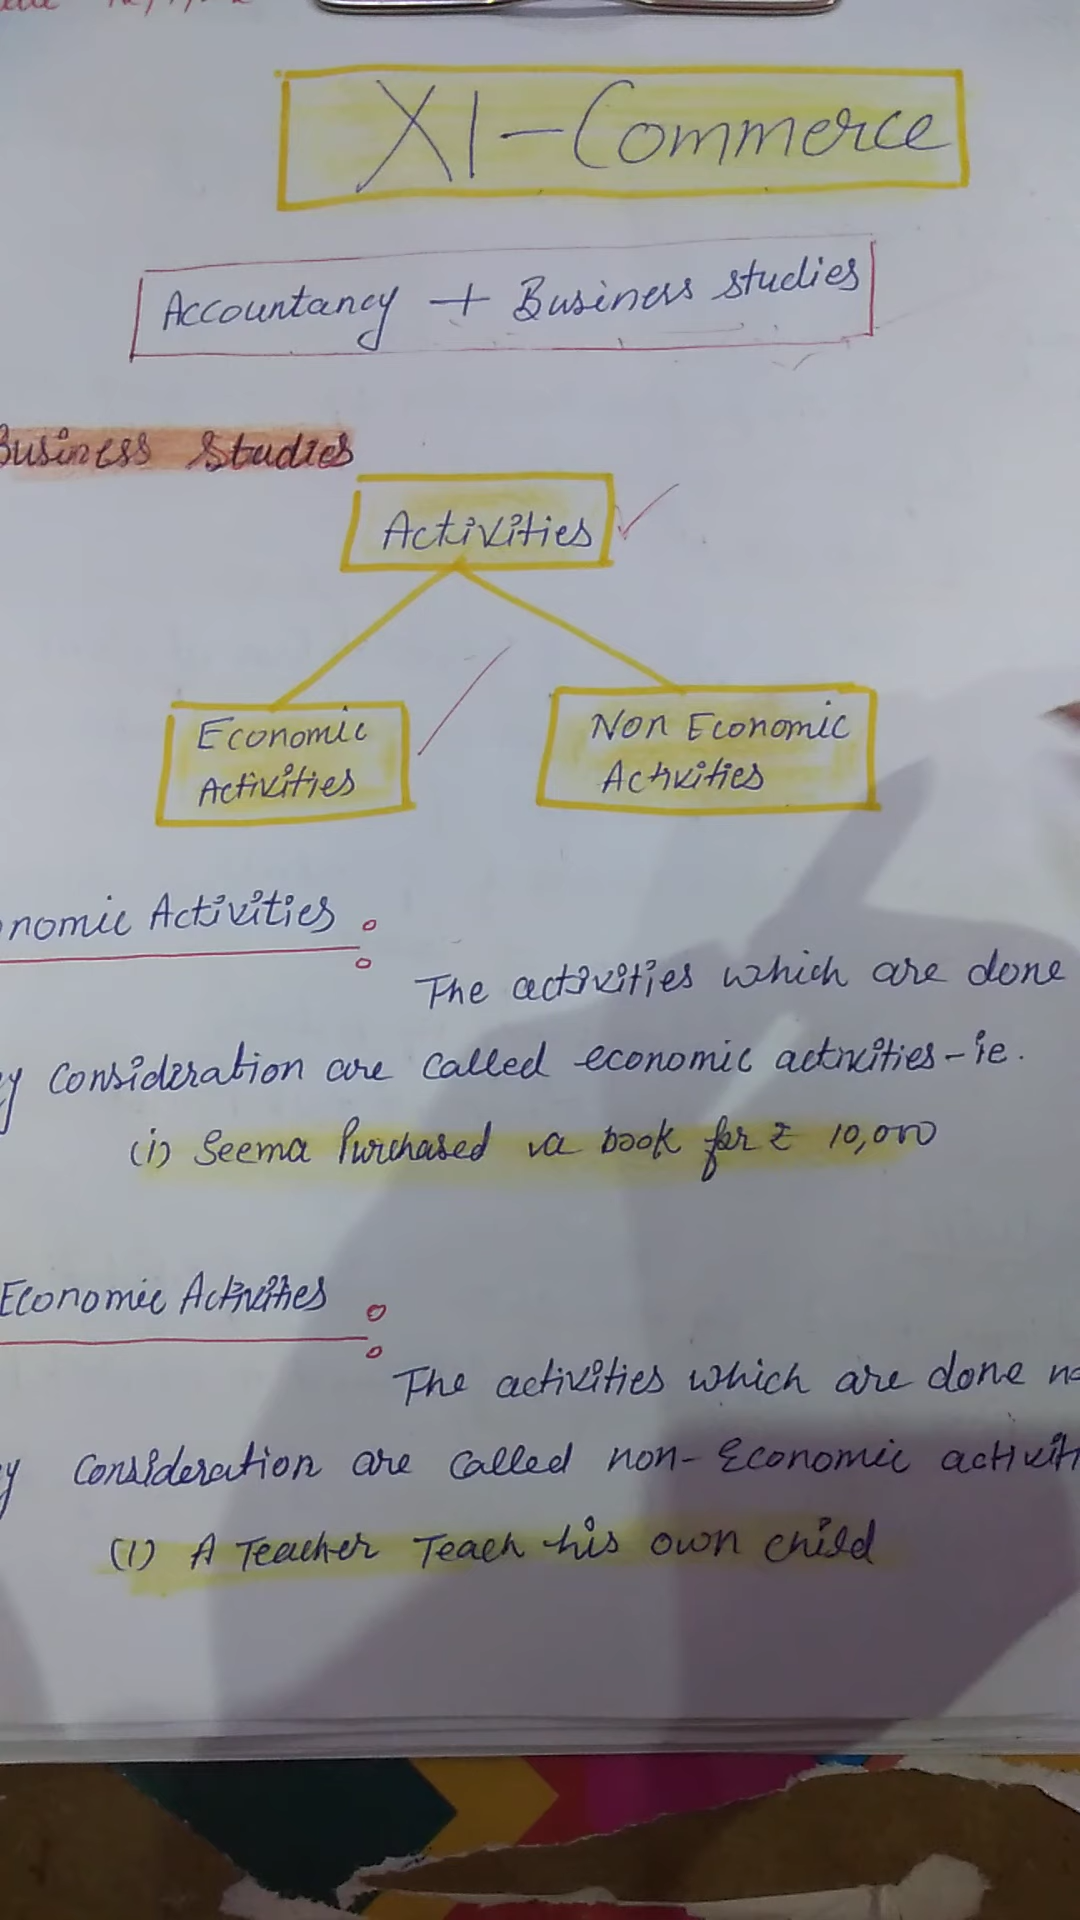 XI-Commerce
Accountancy + Business studies
Business Studies
Activities
Economic
Activities
Non Economic
Activities
nomic Activities :
The activities which are done
y consideration are called economic activities - ie.
(i) Seema Purchased a book for ₹ 10,000
Economic Activities :
The activities which are done
y consideration are called non-Economic activiti
(1) A Teacher Teach his own child